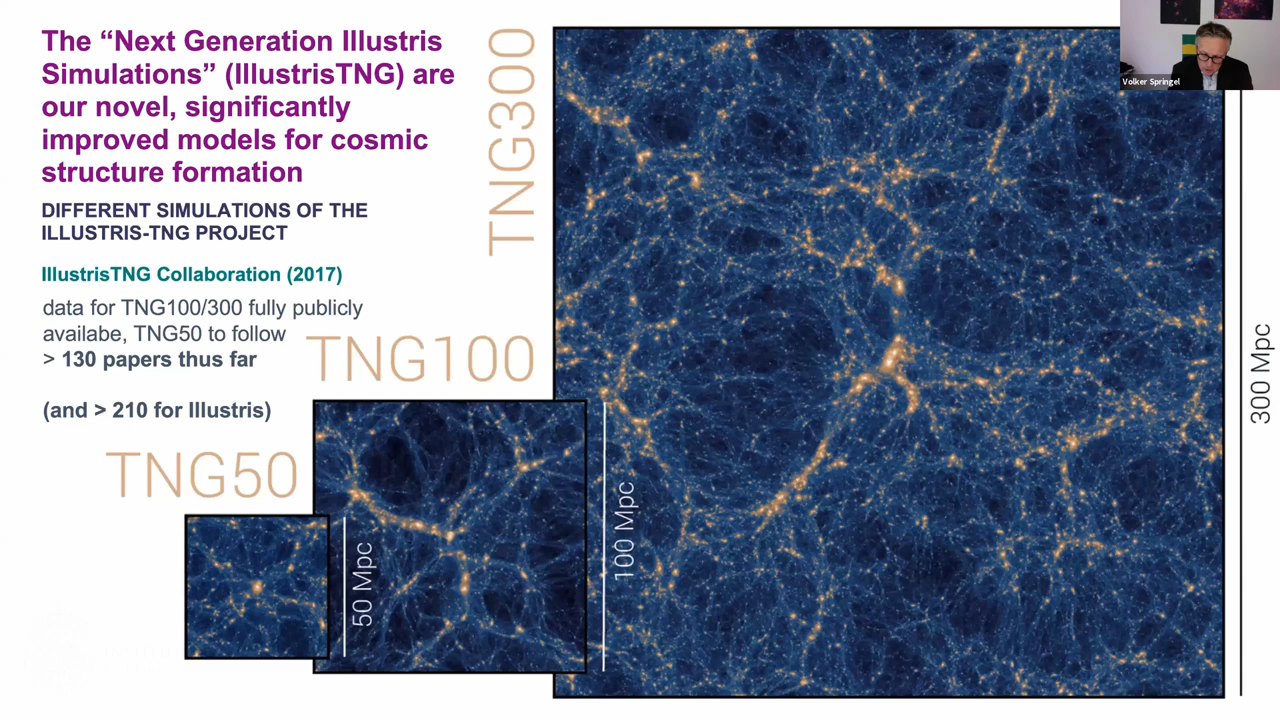 The “Next Generation Illustris
Simulations” (IllustrisTNG) are
our novel, significantly
improved models for cosmic
structure formation
DIFFERENT SIMULATIONS OF THE
ILLUSTRIS-TNG PROJECT
IllustrisTNG Collaboration (2017)
data for TNG100/300 fully publicly
availabe, TNG50 to follow
> 130 papers thus far
(and > 210 for Illustris)
TNG50
50 Mpc
TNG100
100 Mpc
TNG300
300 Mpc
Volker Springel